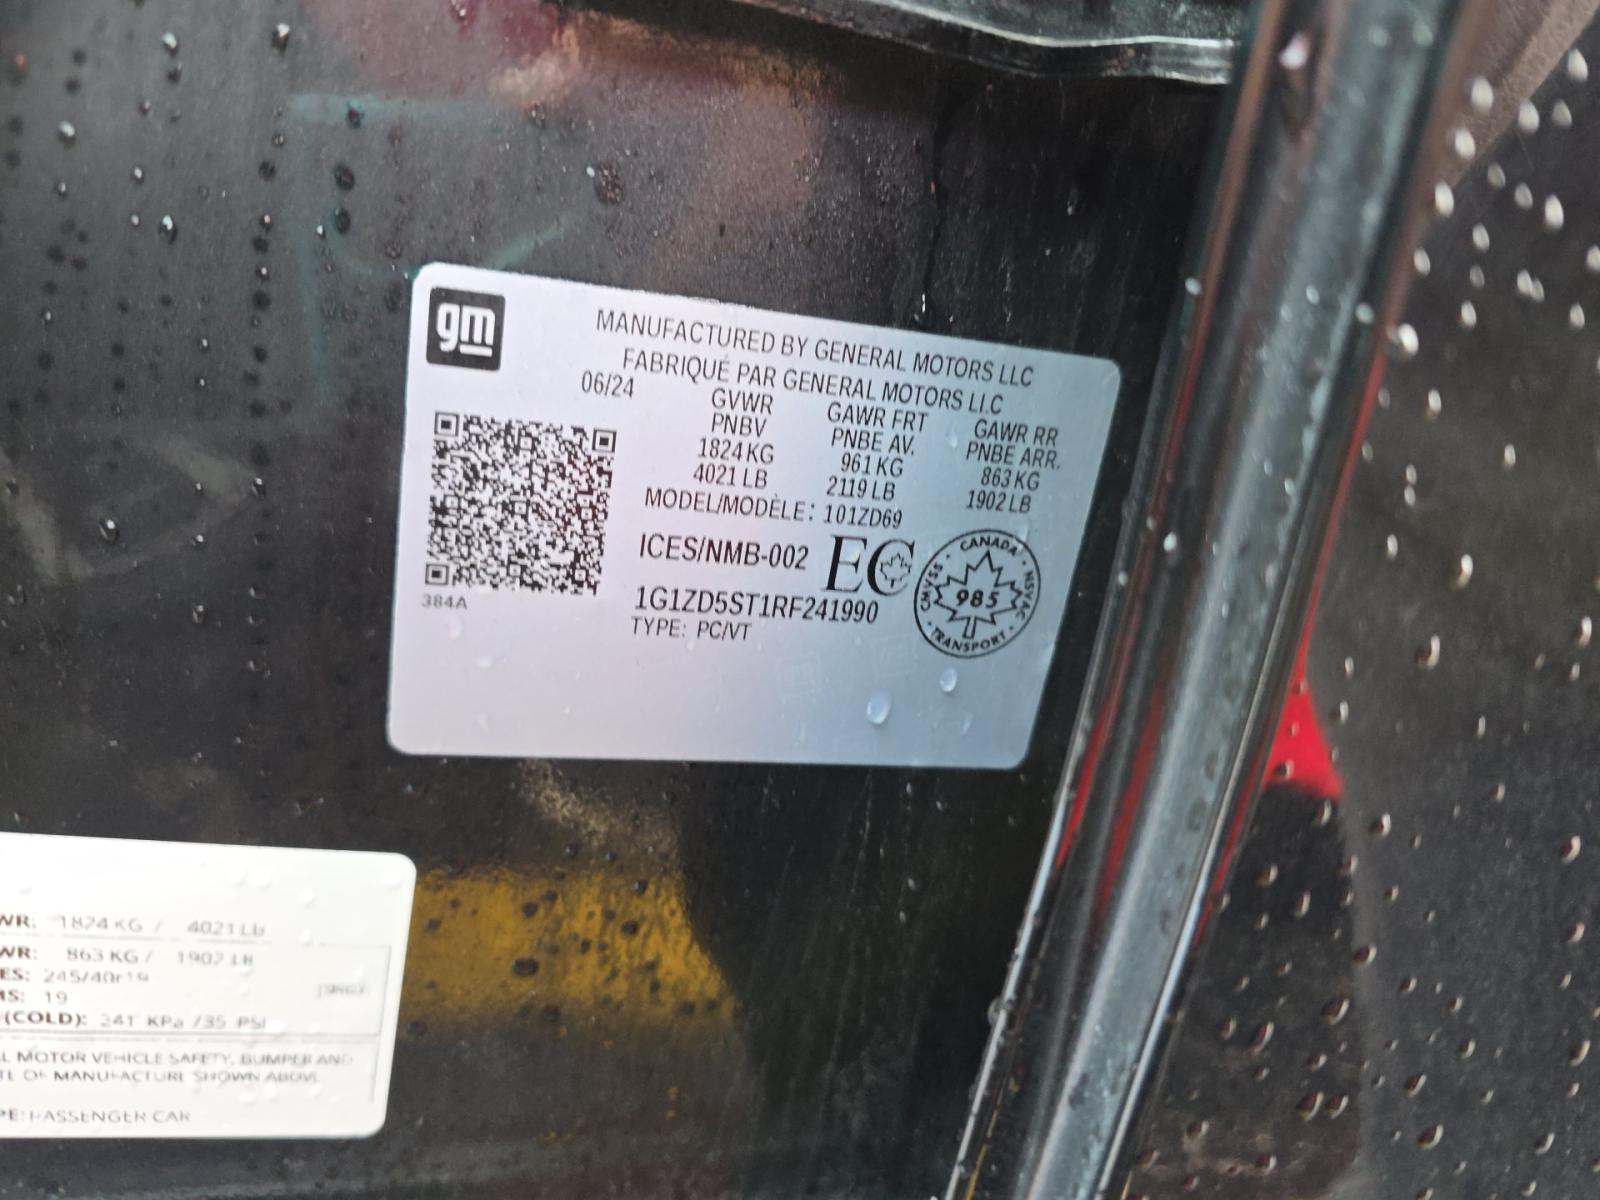 gm
MANUFACTURED BY GENERAL MOTORS LLC
FABRIQUÉ PAR GENERAL MOTORS LLC
06/24
GVWR GAWR FRT GAWR RR
PNBV PNBE AV. PNBE ARR.
1824 KG 961 KG 863 KG
4021 LB 2119 LB 1902 LB
MODEL/MODÈLE: 101ZD69
ICES/NMB-002 EC
384A
1G1ZD5ST1RF241990
TYPE: PC/VT
CANADA
CMVSS NSVAC
985
TRANSPORT
WR: 1824 KG / 4021 LB
WR: 863 KG / 1902 LB
ES: 245/40r19
MS: 19
(COLD): 241 KPa / 35 PSI
L MOTOR VEHICLE SAFETY, BUMPER AND
TE OF MANUFACTURE SHOWN ABOVE
PE: PASSENGER CAR